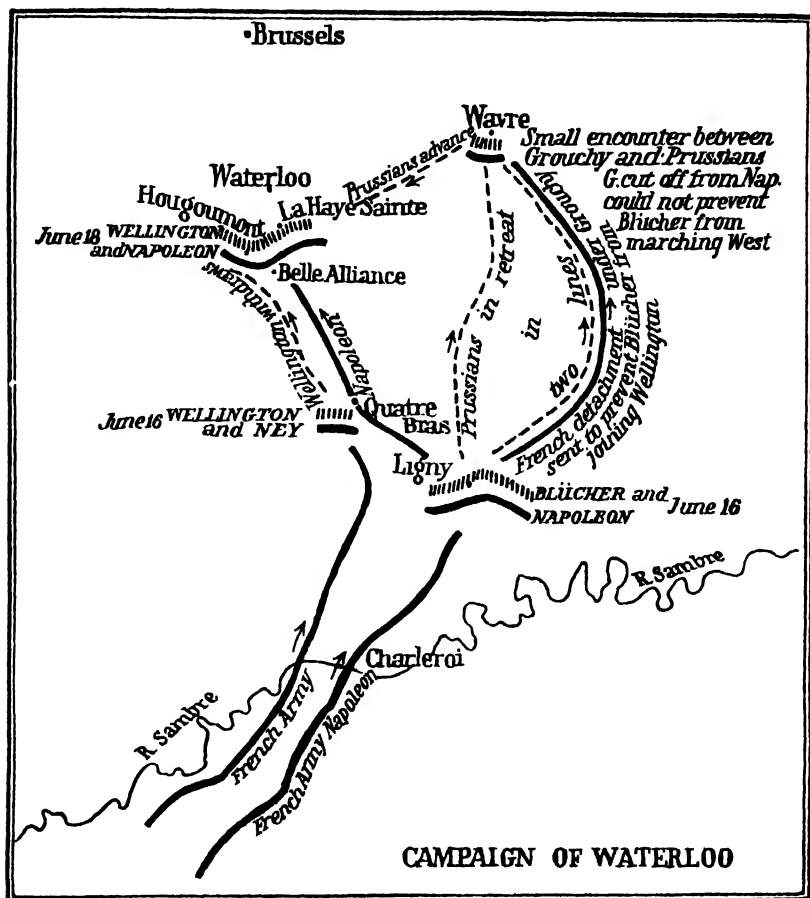 Brussels
Wavre
Small encounter between
Grouchy and Prussians
G. cut off from Nap.
could not prevent
Blücher from
marching West
Prussians advance
Waterloo
Hougoumont
La Haye Sainte
June 18 WELLINGTON
and NAPOLEON
Belle Alliance
Wellington withdraws
Napoleon
Prussians in retreat
in
two
lines
under Grouchy
French detachment
sent to prevent Blücher from
joining Wellington
June 16 WELLINGTON
and NEY
Quatre
Bras
Ligny
BLÜCHER and
NAPOLEON
June 16
R. Sambre
Charleroi
R. Sambre
French Army
French Army Napoleon
CAMPAIGN OF WATERLOO